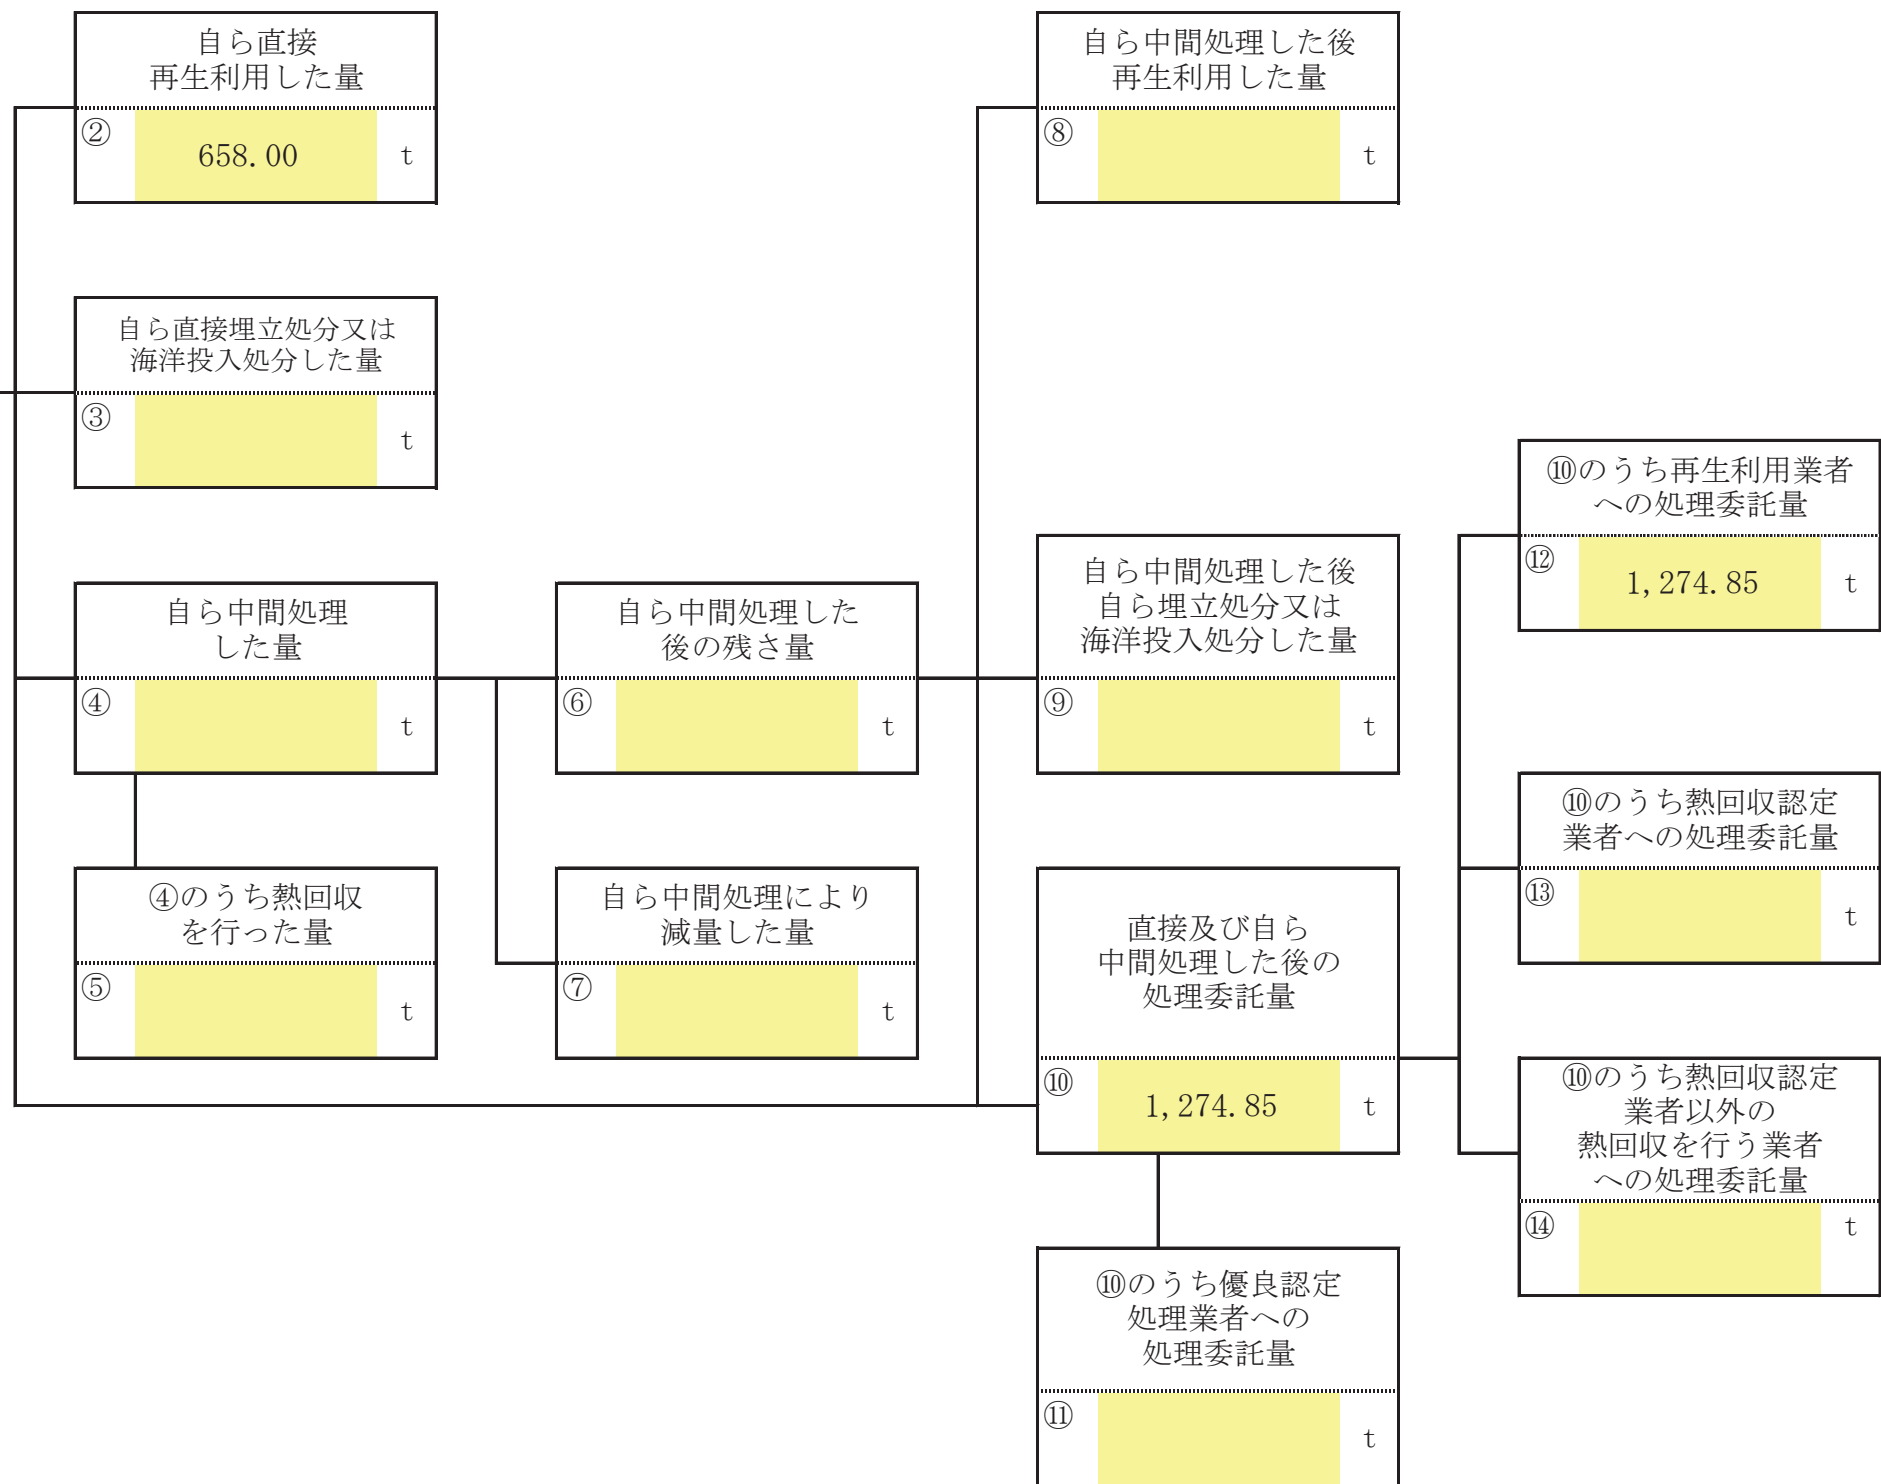 自ら直接
再生利用した量
②
658.00
t
自ら中間処理した後
再生利用した量
⑧
t
自ら直接埋立処分又は
海洋投入処分した量
③
t
⑩のうち再生利用業者
への処理委託量
⑫
1,274.85
t
自ら中間処理
した量
④
t
自ら中間処理した
後の残さ量
⑥
t
自ら中間処理した後
自ら埋立処分又は
海洋投入処分した量
⑨
t
⑩のうち熱回収認定
業者への処理委託量
⑬
t
④のうち熱回収
を行った量
⑤
t
自ら中間処理により
減量した量
⑦
t
直接及び自ら
中間処理した後の
処理委託量
⑩
1,274.85
t
⑩のうち熱回収認定
業者以外の
熱回収を行う業者
への処理委託量
⑭
t
⑩のうち優良認定
処理業者への
処理委託量
⑪
t